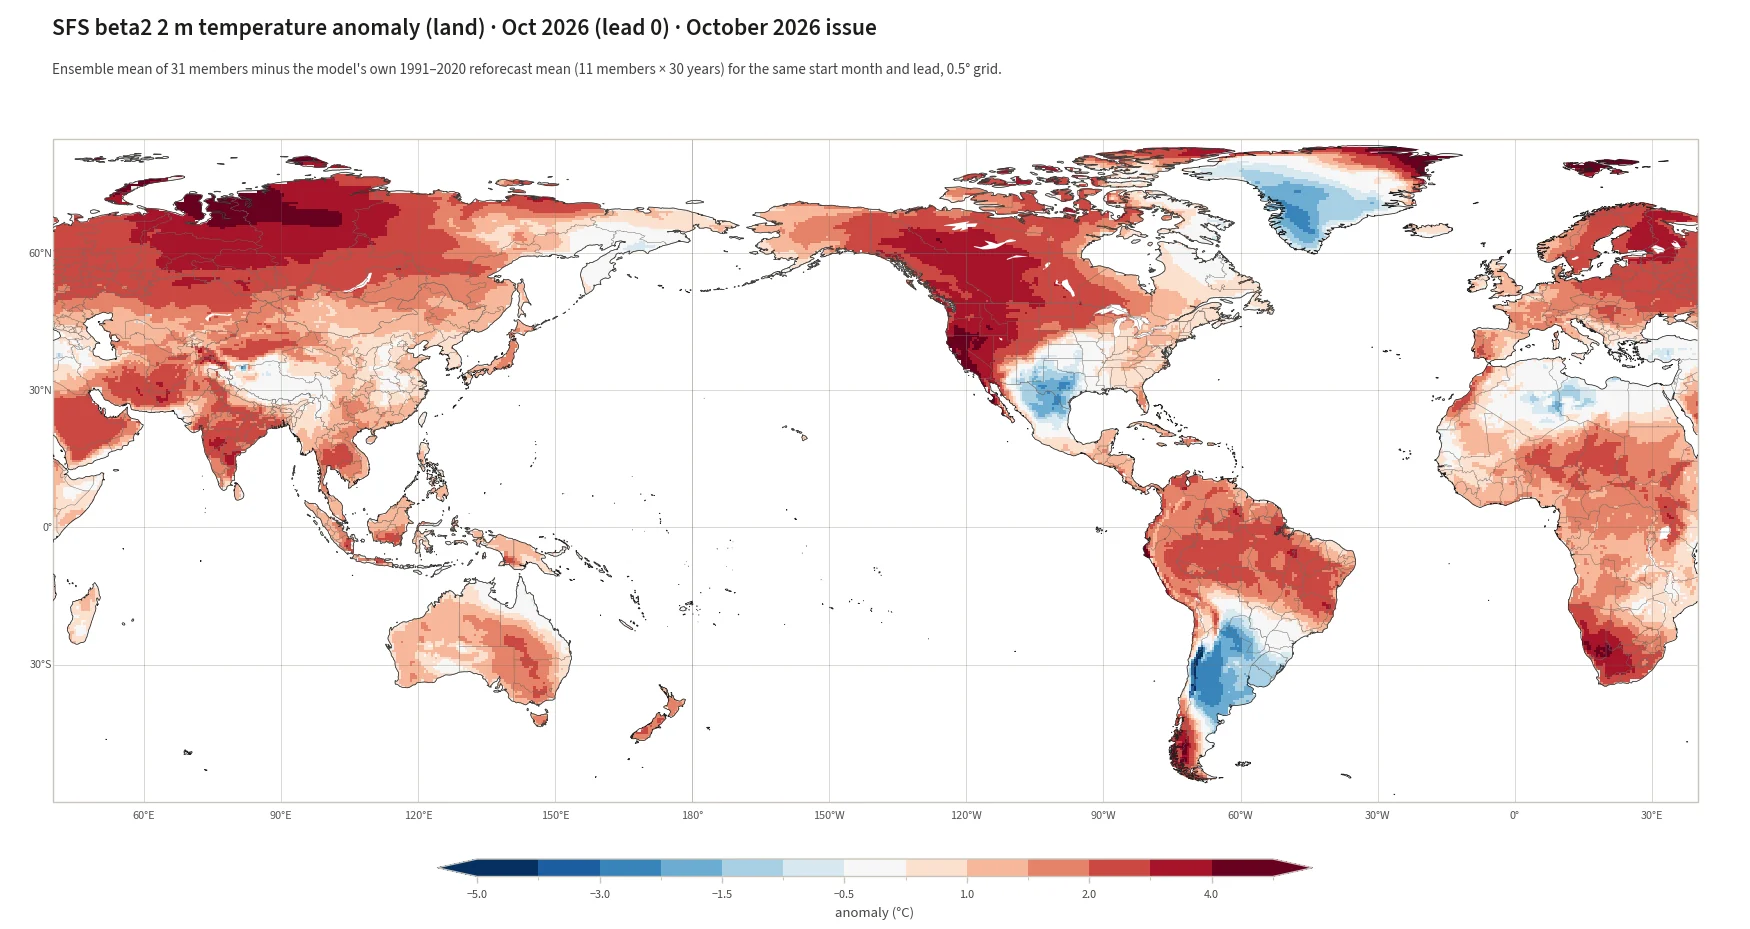 SFS beta2 2 m temperature anomaly (land) · Oct 2026 (lead 0) · October 2026 issue
Ensemble mean of 31 members minus the model's own 1991–2020 reforecast mean (11 members × 30 years) for the same start month and lead, 0.5° grid.
60°N
30°N
0°
30°S
60°E
90°E
120°E
150°E
180°
150°W
120°W
90°W
60°W
30°W
0°
30°E
−5.0
−3.0
−1.5
−0.5
1.0
2.0
4.0
anomaly (°C)